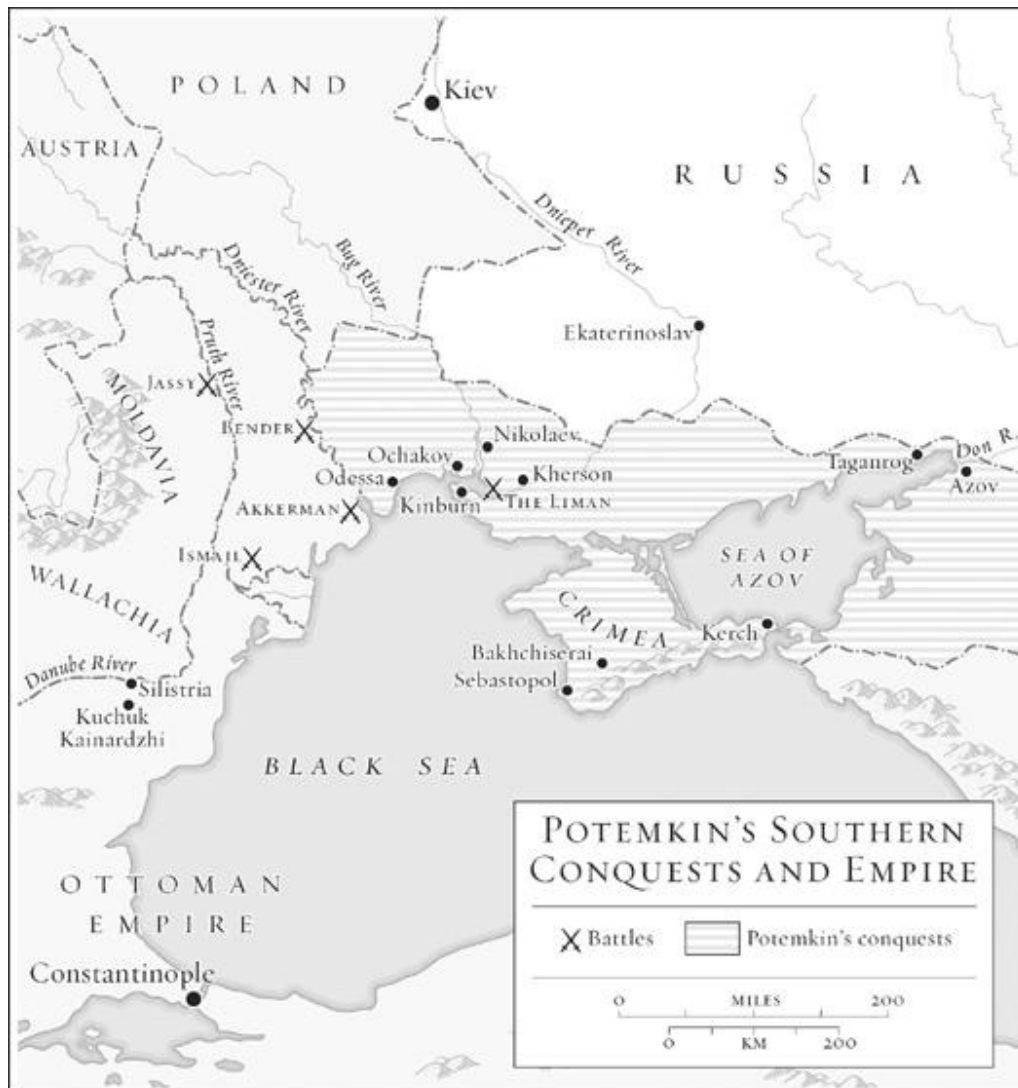 POLAND
Kiev
AUSTRIA
RUSSIA
Dnieper River
Bug River
Dniester River
Pruth River
Ekaterinoslav
JASSY
MOLDAVIA
BENDER
Nikolaev
Ochakov
Taganrog
Don R.
Odessa
Kherson
Azov
Kinburn
THE LIMAN
AKKERMAN
ISMAIL
SEA OF
AZOV
WALLACHIA
CRIMEA
Kerch
Bakhchiserai
Danube River
Sebastopol
Silistria
Kuchuk
Kainardzhi
BLACK SEA
POTEMKIN'S SOUTHERN
CONQUESTS AND EMPIRE
OTTOMAN
EMPIRE
Battles
Potemkin's conquests
Constantinople
0 MILES 200
0 KM 200